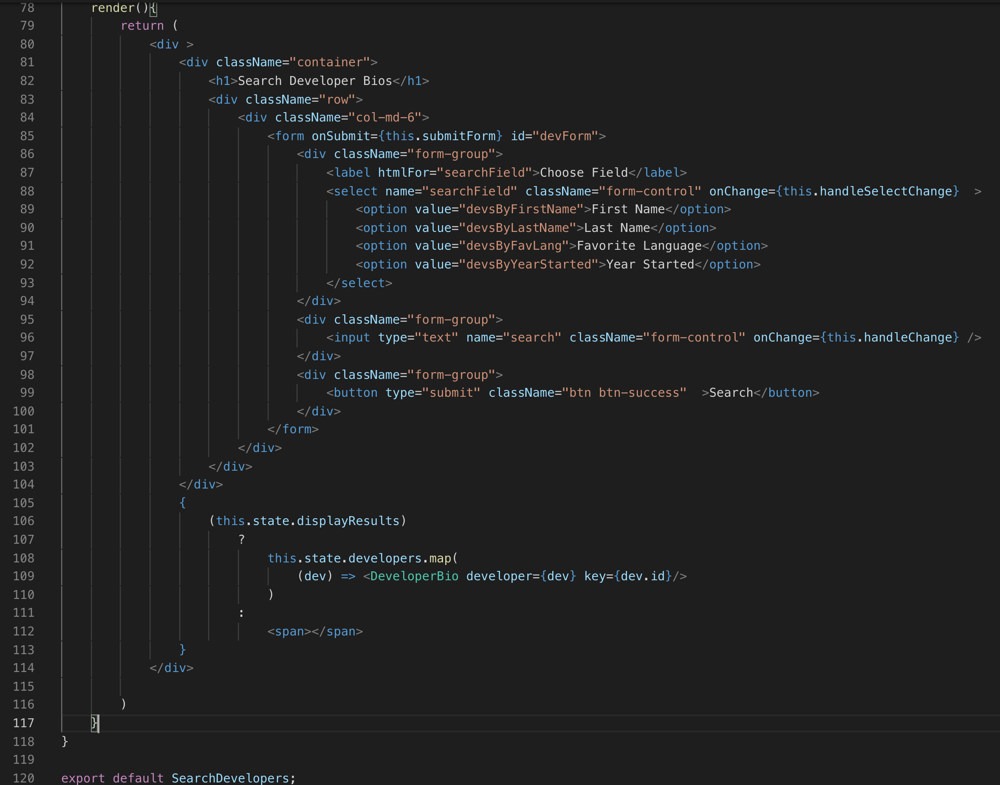 78 render(){
79 return (
80 <div >
81 <div className="container">
82 <h1>Search Developer Bios</h1>
83 <div className="row">
84 <div className="col-md-6">
85 <form onSubmit={this.submitForm} id="devForm">
86 <div className="form-group">
87 <label htmlFor="searchField">Choose Field</label>
88 <select name="searchField" className="form-control" onChange={this.handleSelectChange}  >
89 <option value="devsByFirstName">First Name</option>
90 <option value="devsByLastName">Last Name</option>
91 <option value="devsByFavLang">Favorite Language</option>
92 <option value="devsByYearStarted">Year Started</option>
93 </select>
94 </div>
95 <div className="form-group">
96 <input type="text" name="search" className="form-control" onChange={this.handleChange} />
97 </div>
98 <div className="form-group">
99 <button type="submit" className="btn btn-success"  >Search</button>
100 </div>
101 </form>
102 </div>
103 </div>
104 </div>
105 {
106 (this.state.displayResults)
107 ?
108 this.state.developers.map(
109 (dev) => <DeveloperBio developer={dev} key={dev.id}/>
110 )
111 :
112 <span></span>
113 }
114 </div>
115
116 )
117 }
118 }
119
120 export default SearchDevelopers;